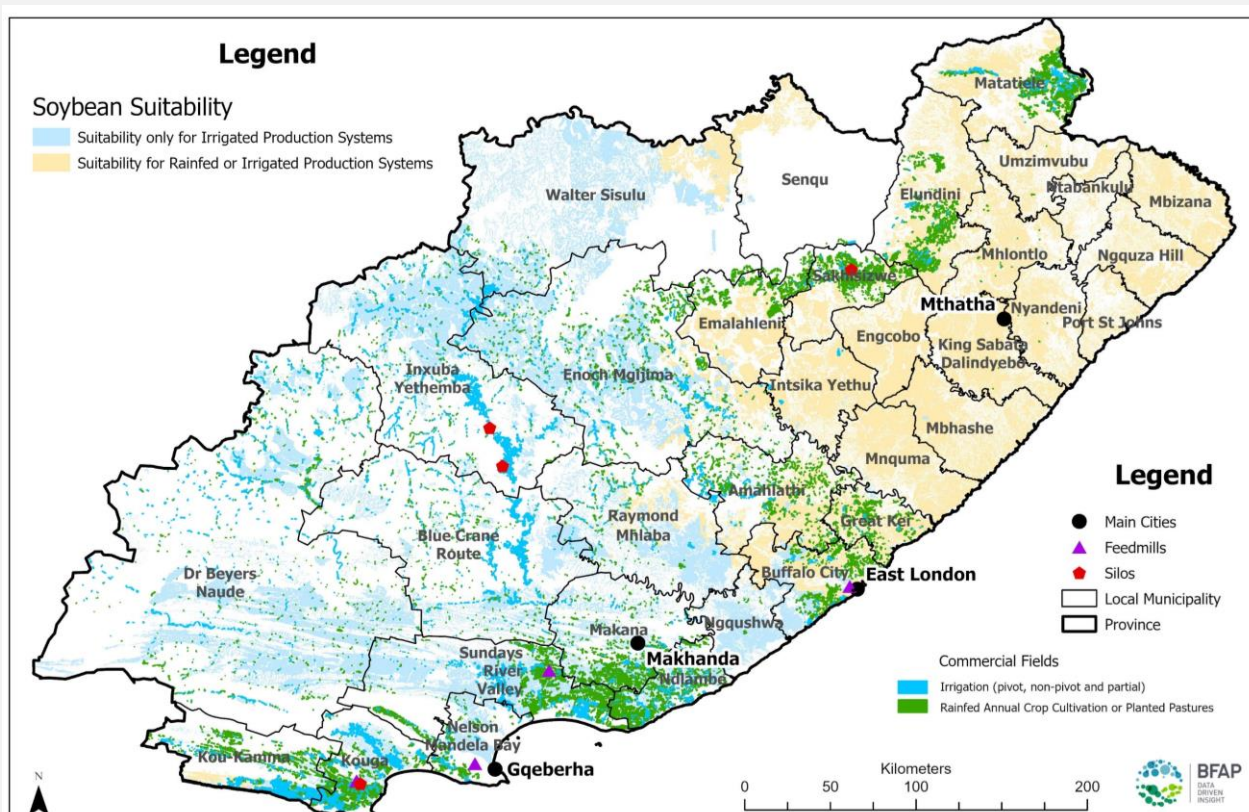 Legend
Soybean Suitability
Suitability only for Irrigated Production Systems
Suitability for Rainfed or Irrigated Production Systems
Matatiele
Umzimvubu
Ntabankulu
Mbizana
Senqu
Walter Sisulu
Elundini
Mhlontlo
Ngquza Hill
Sakhisizwe
Mthatha
Nyandeni
Port St Johns
Emalahleni
Engcobo
King Sabata
Dalindyebo
Inxuba
Yethemba
Enoch Mgijima
Intsika Yethu
Mbhashe
Mnquma
Amahlathi
Great Kei
Raymond
Mhlaba
Blue Crane
Route
Dr Beyers
Naude
Buffalo City
East London
Ngqushwa
Makana
Makhanda
Sundays
River
Valley
Ndlambe
Nelson
Mandela Bay
Gqeberha
Kou-Kamma
Kouga
Legend
Main Cities
Feedmills
Silos
Local Municipality
Province
Commercial Fields
Irrigation (pivot, non-pivot and partial)
Rainfed Annual Crop Cultivation or Planted Pastures
Kilometers
0 50 100 200
N
BFAP
DATA
DRIVEN
INSIGHT